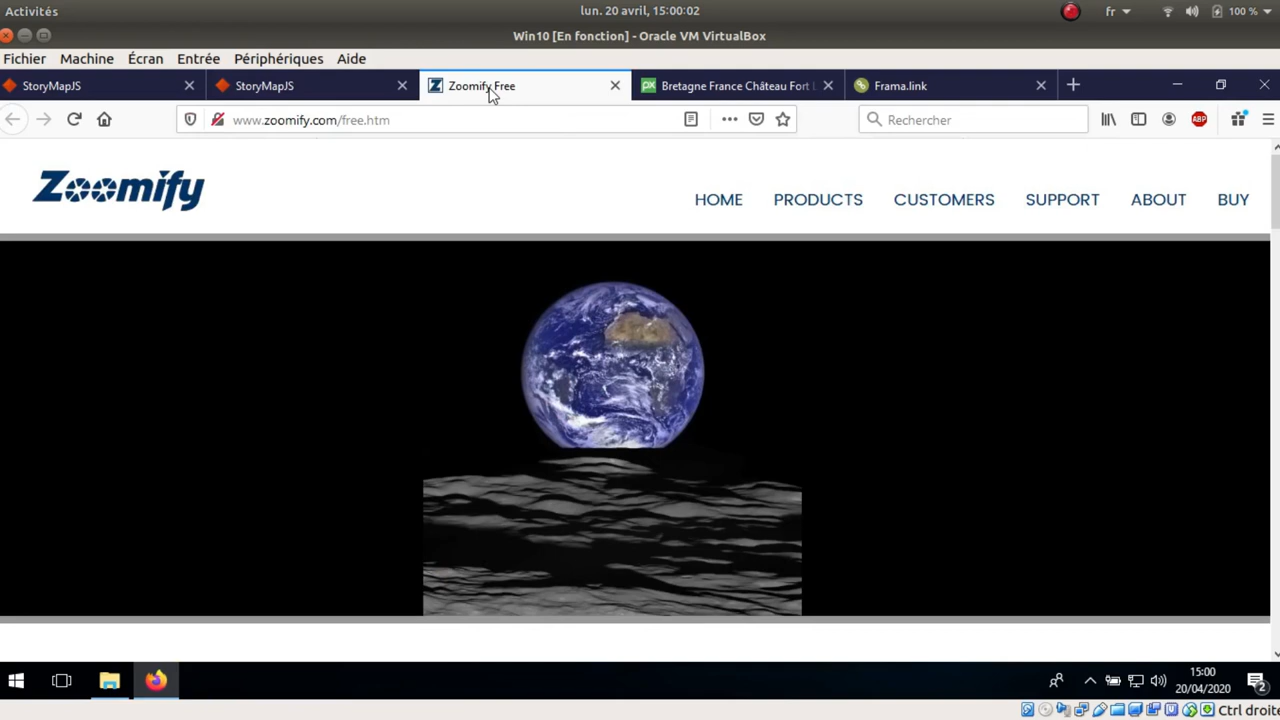 Activités
lun. 20 avril, 15:00:02
fr
100 %
Win10 [En fonction] - Oracle VM VirtualBox
Fichier Machine Écran Entrée Périphériques Aide
StoryMapJS
StoryMapJS
Zoomify Free
Bretagne France Château Fort
Frama.link
www.zoomify.com/free.htm
Rechercher
ABP
Zoomify
HOME PRODUCTS CUSTOMERS SUPPORT ABOUT BUY
15:00
20/04/2020
2
Ctrl droite